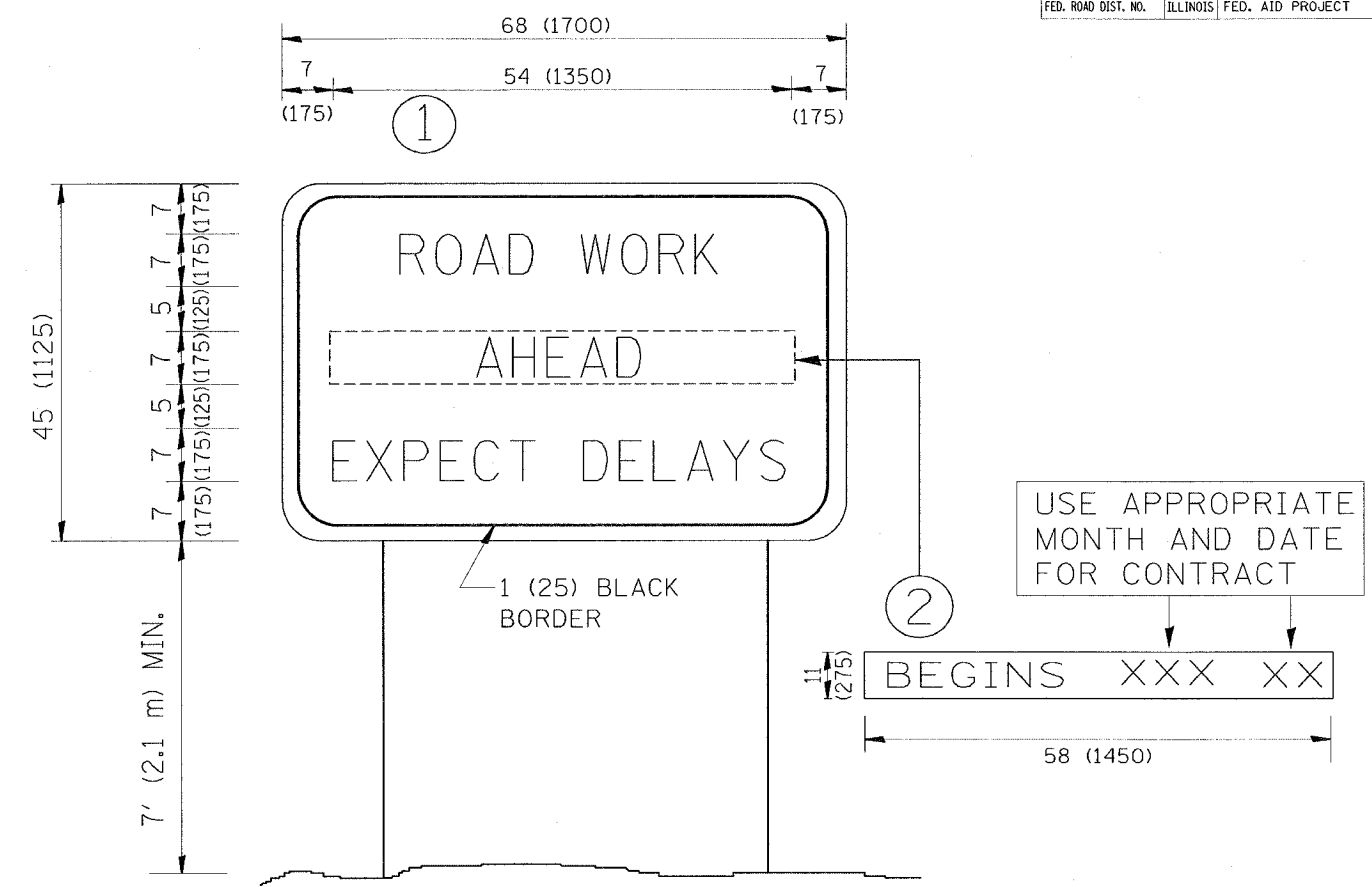 FED. ROAD DIST. NO. ILLINOIS FED. AID PROJECT
68 (1700)
7 54 (1350) 7
(175) (175)
1
45 (1125)
7 (175)
7 (175)
5 (125)
7 (175)
5 (125)
7 (175)
7 (175)
ROAD WORK
AHEAD
EXPECT DELAYS
1 (25) BLACK
BORDER
7' (2.1 m) MIN.
USE APPROPRIATE
MONTH AND DATE
FOR CONTRACT
2
11
(275)
BEGINS XXX XX
58 (1450)